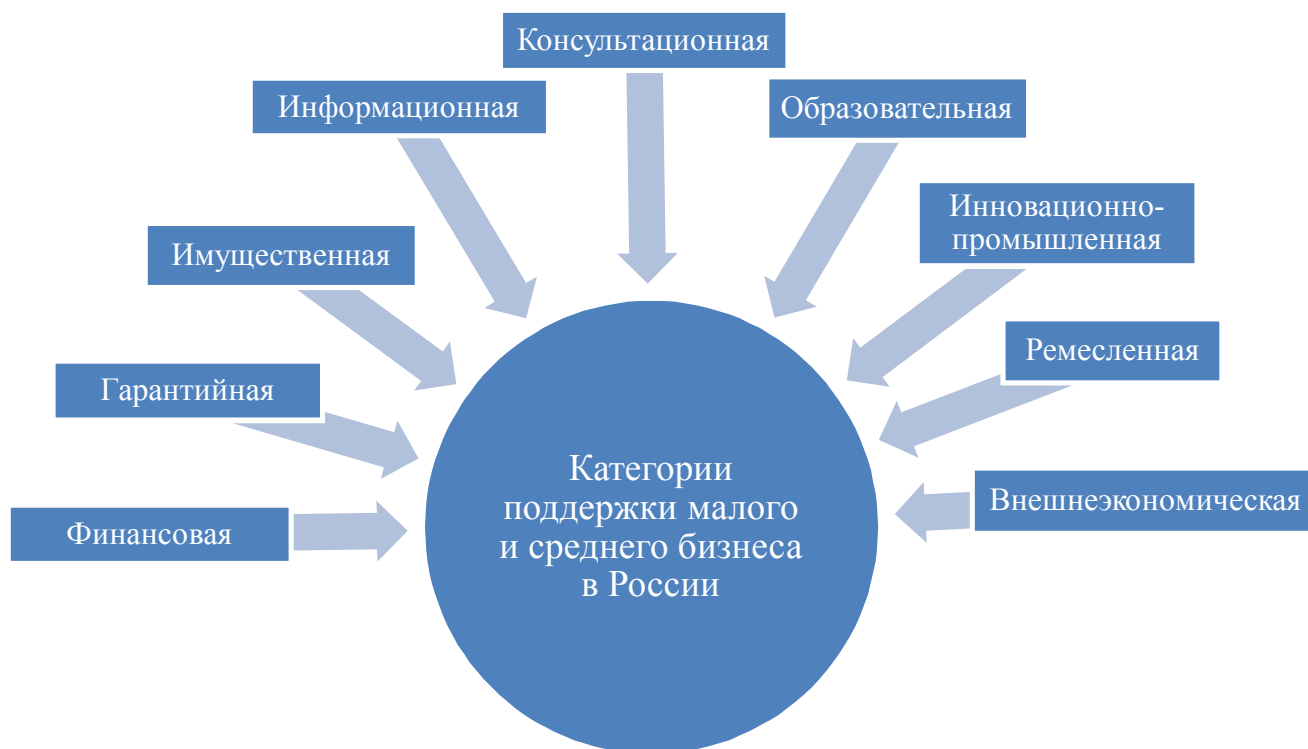 Консультационная
Информационная
Образовательная
Имущественная
Инновационно-
промышленная
Гарантийная
Ремесленная
Финансовая
Внешнеэкономическая
Категории
поддержки малого
и среднего бизнеса
в России